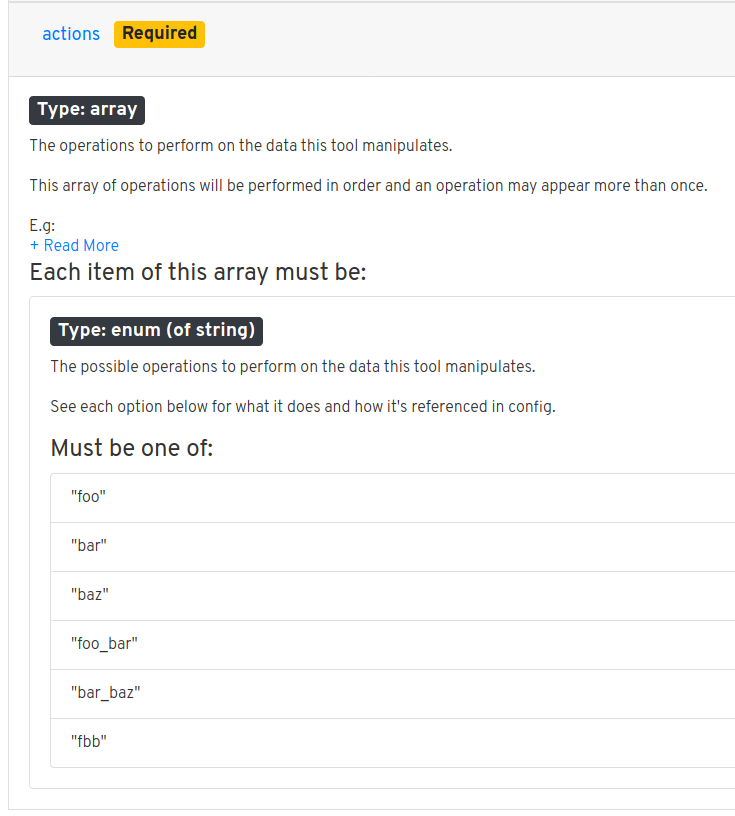 actions Required
Type: array
The operations to perform on the data this tool manipulates.
This array of operations will be performed in order and an operation may appear more than once.
E.g:
+ Read More
Each item of this array must be:
Type: enum (of string)
The possible operations to perform on the data this tool manipulates.
See each option below for what it does and how it's referenced in config.
Must be one of:
"foo"
"bar"
"baz"
"foo_bar"
"bar_baz"
"fbb"